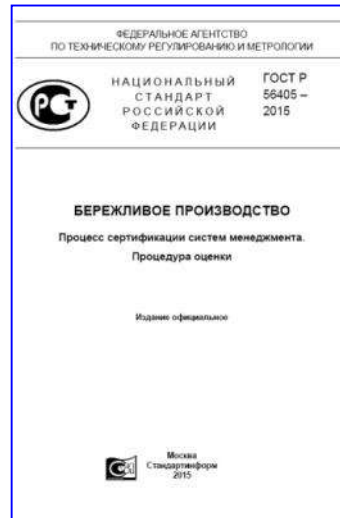 ФЕДЕРАЛЬНОЕ АГЕНТСТВО
ПО ТЕХНИЧЕСКОМУ РЕГУЛИРОВАНИЮ И МЕТРОЛОГИИ
РСТ
НАЦИОНАЛЬНЫЙ
СТАНДАРТ
РОССИЙСКОЙ
ФЕДЕРАЦИИ
ГОСТ Р
56405 –
2015
БЕРЕЖЛИВОЕ ПРОИЗВОДСТВО
Процесс сертификации систем менеджмента.
Процедура оценки
Издание официальное
Москва
Стандартинформ
2015